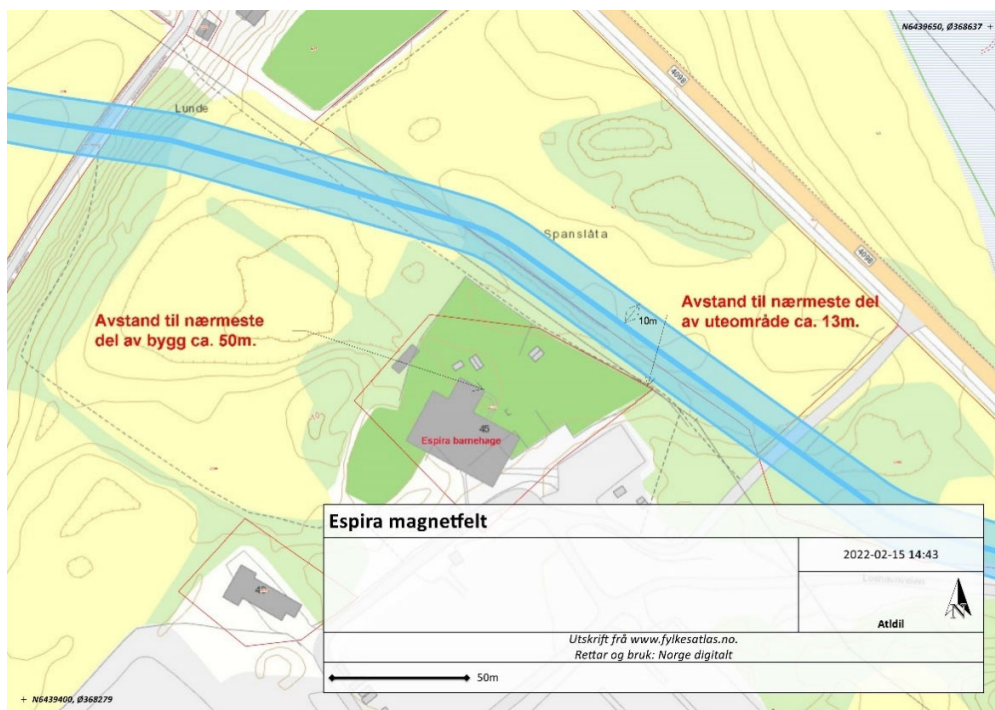 N6439650, Ø368637 +
4098
Lunde
Spanslåta
4098
Avstand til nærmeste del
av uteområde ca. 13m.
10m
Avstand til nærmeste
del av bygg ca. 50m.
45
Espira barnehage
Espira magnetfelt
2022-02-15 14:43
N
Atldil
Utskrift frå www.fylkesatlas.no.
Rettar og bruk: Norge digitalt
50m
+ N6439400, Ø368279